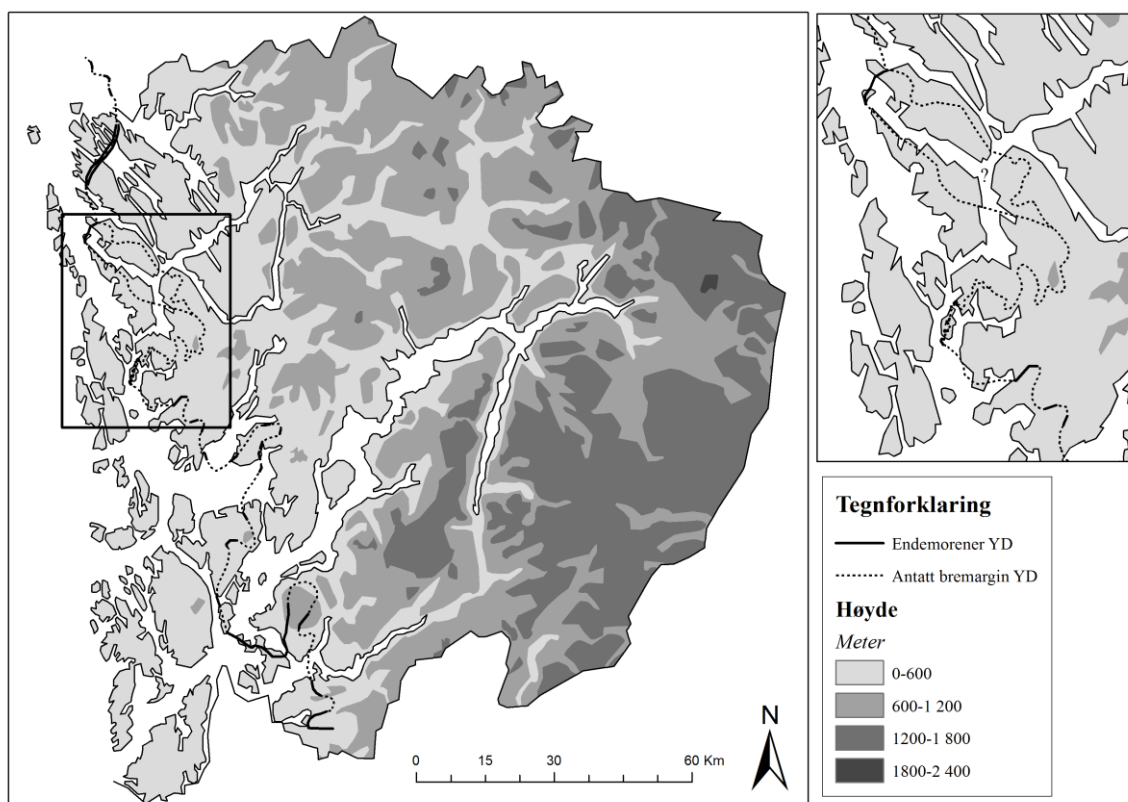 ?
Tegnforklaring
Endemorener YD
Antatt bremargin YD
Høyde
Meter
0-600
600-1 200
1200-1 800
1800-2 400
N
0 15 30 60 Km